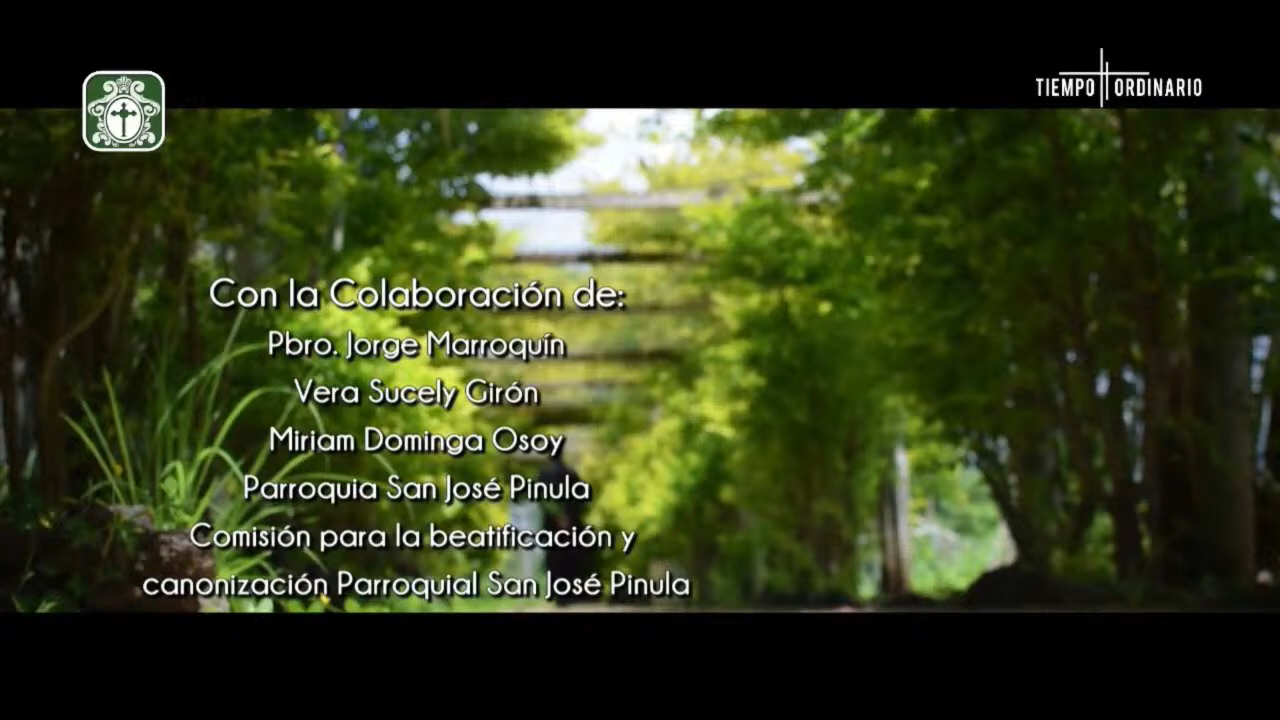 TIEMPO ORDINARIO
Con la Colaboración de:
Pbro. Jorge Marroquín
Vera Sucely Girón
Miriam Dominga Osoy
Parroquia San José Pinula
Comisión para la beatificación y
canonización Parroquial San José Pinula